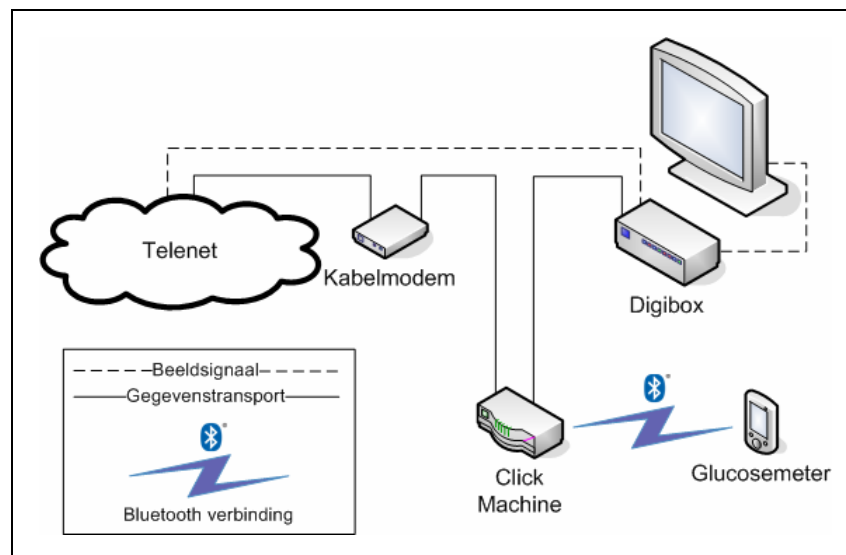 Telenet
Kabelmodem
Digibox
Beeldsignaal
Gegevenstransport
Bluetooth verbinding
Click
Machine
Glucosemeter